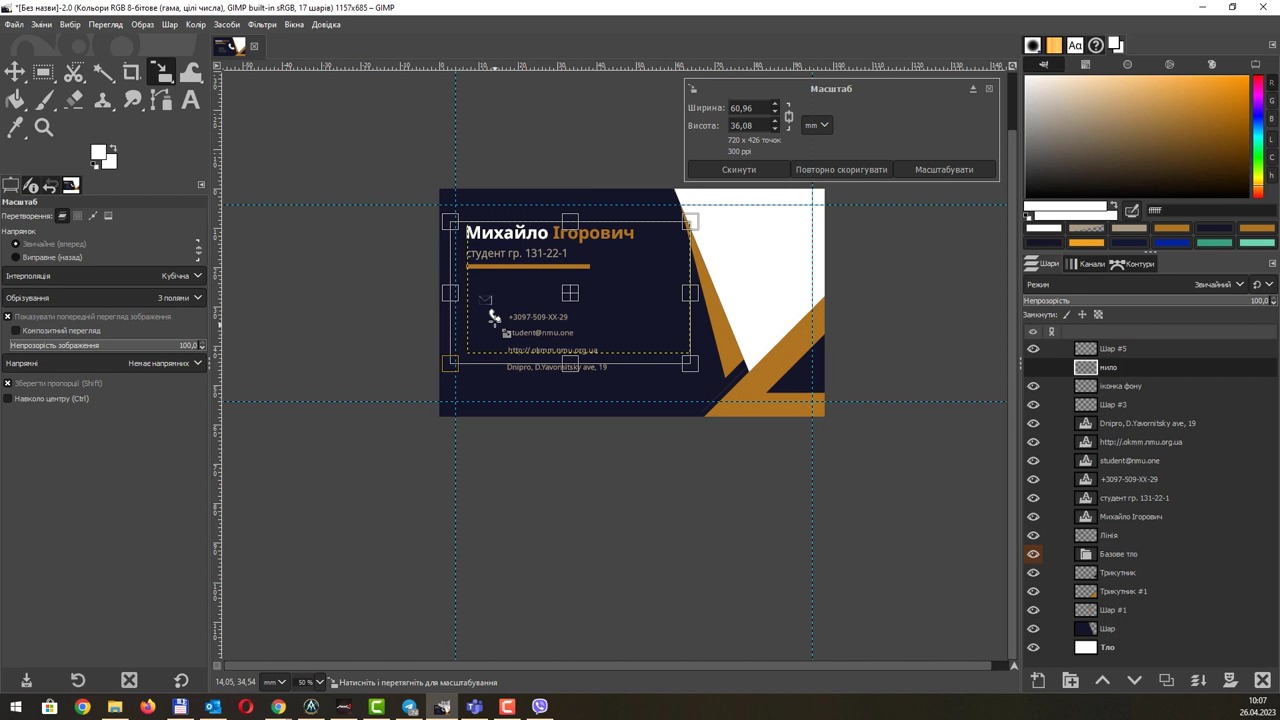 *[Без назви]-2.0 (Кольори RGB 8-бітове (гама, цілі числа), GIMP built-in sRGB, 17 шарів) 1157x685 – GIMP
Файл Зміни Вибір Перегляд Образ Шар Колір Засоби Фільтри Вікна Довідка
Масштаб
Ширина: 60,96
Висота: 36,08
mm
720 x 426 точок
300 ppi
Скинути Повторно скоригувати Масштабувати
Масштаб
Перетворення:
Напрямок
Звичайне (вперед)
Виправне (назад)
Інтерполяція Кубічна
Обрізування З полями
Показувати попередній перегляд зображення
Композитний перегляд
Непрозорість зображення 100,0
Напрямні Немає напрямних
Зберегти пропорції (Shift)
Навколо центру (Ctrl)
Михайло Ігорович
студент гр. 131-22-1
+3097-509-XX-29
student@nmu.one
http://.okmm.nmu.org.ua
Dnipro, D.Yavornitsky ave, 19
R
G
B
L
C
h
ffffff
Шари Канали Контури
Режим Звичайний
Непрозорість 100,0
Замкнути:
Шар #5
мило
іконка фону
Шар #3
Dnipro, D.Yavornitsky ave, 19
http://.okmm.nmu.org.ua
student@nmu.one
+3097-509-XX-29
студент гр. 131-22-1
Михайло Ігорович
Лінія
Базове тло
Трикутник
Трикутник #1
Шар #1
Шар
Тло
14,05, 34,54 mm 50 % Натисніть і перетягніть для масштабування
10:07
26.04.2023